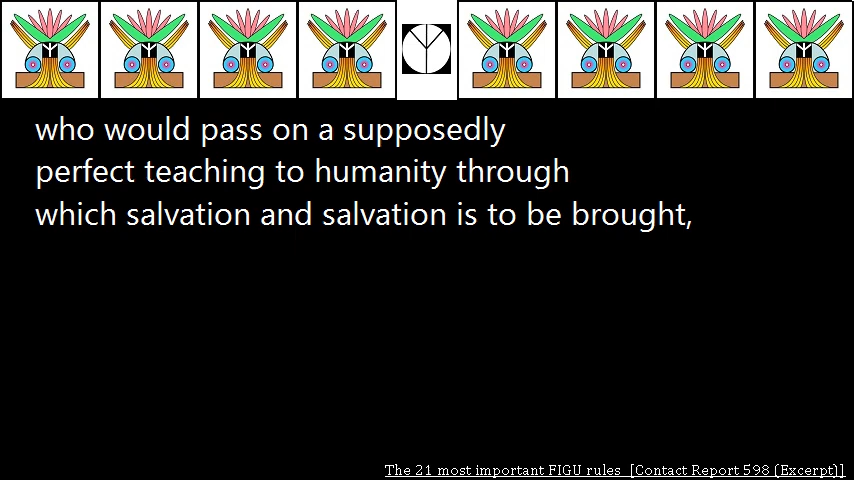 who would pass on a supposedly
perfect teaching to humanity through
which salvation and salvation is to be brought,
The 21 most important FIGU rules  [Contact Report 598 (Excerpt)]